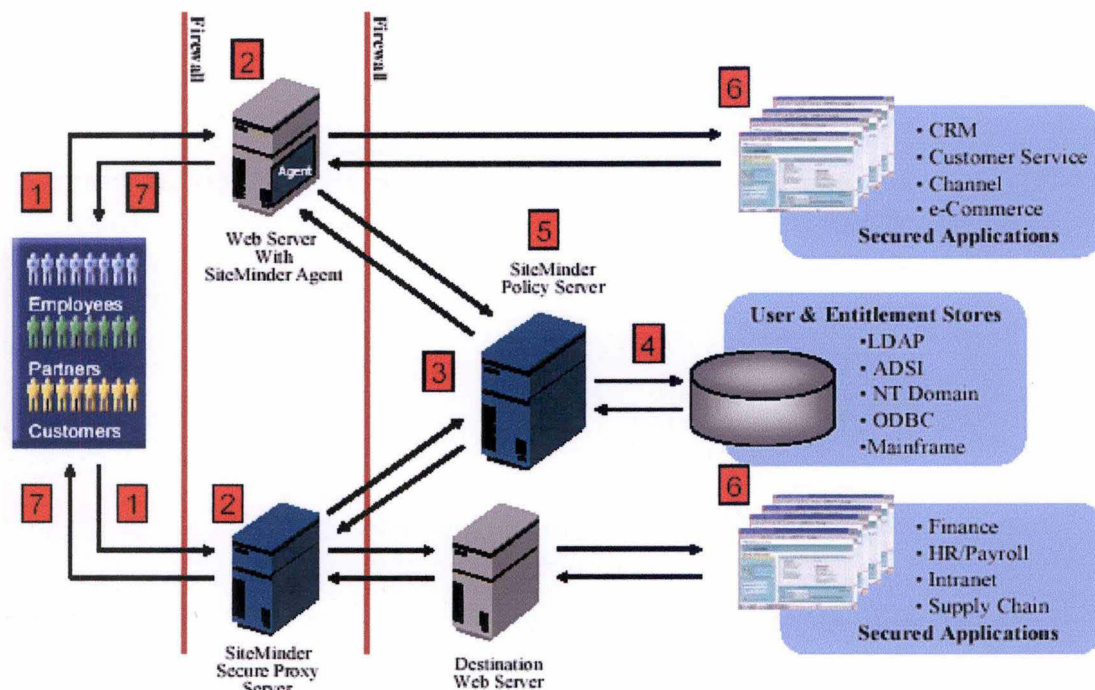 Firewall
Firewall
2
6
• CRM
• Customer Service
• Channel
• e-Commerce
Secured Applications
1
7
Agent
Web Server
With
SiteMinder Agent
5
SiteMinder
Policy Server
Employees
Partners
Customers
3
4
User & Entitlement Stores
•LDAP
• ADSI
• NT Domain
• ODBC
•Mainframe
7
1
2
6
• Finance
• HR/Payroll
• Intranet
• Supply Chain
Secured Applications
SiteMinder
Secure Proxy
Server
Destination
Web Server